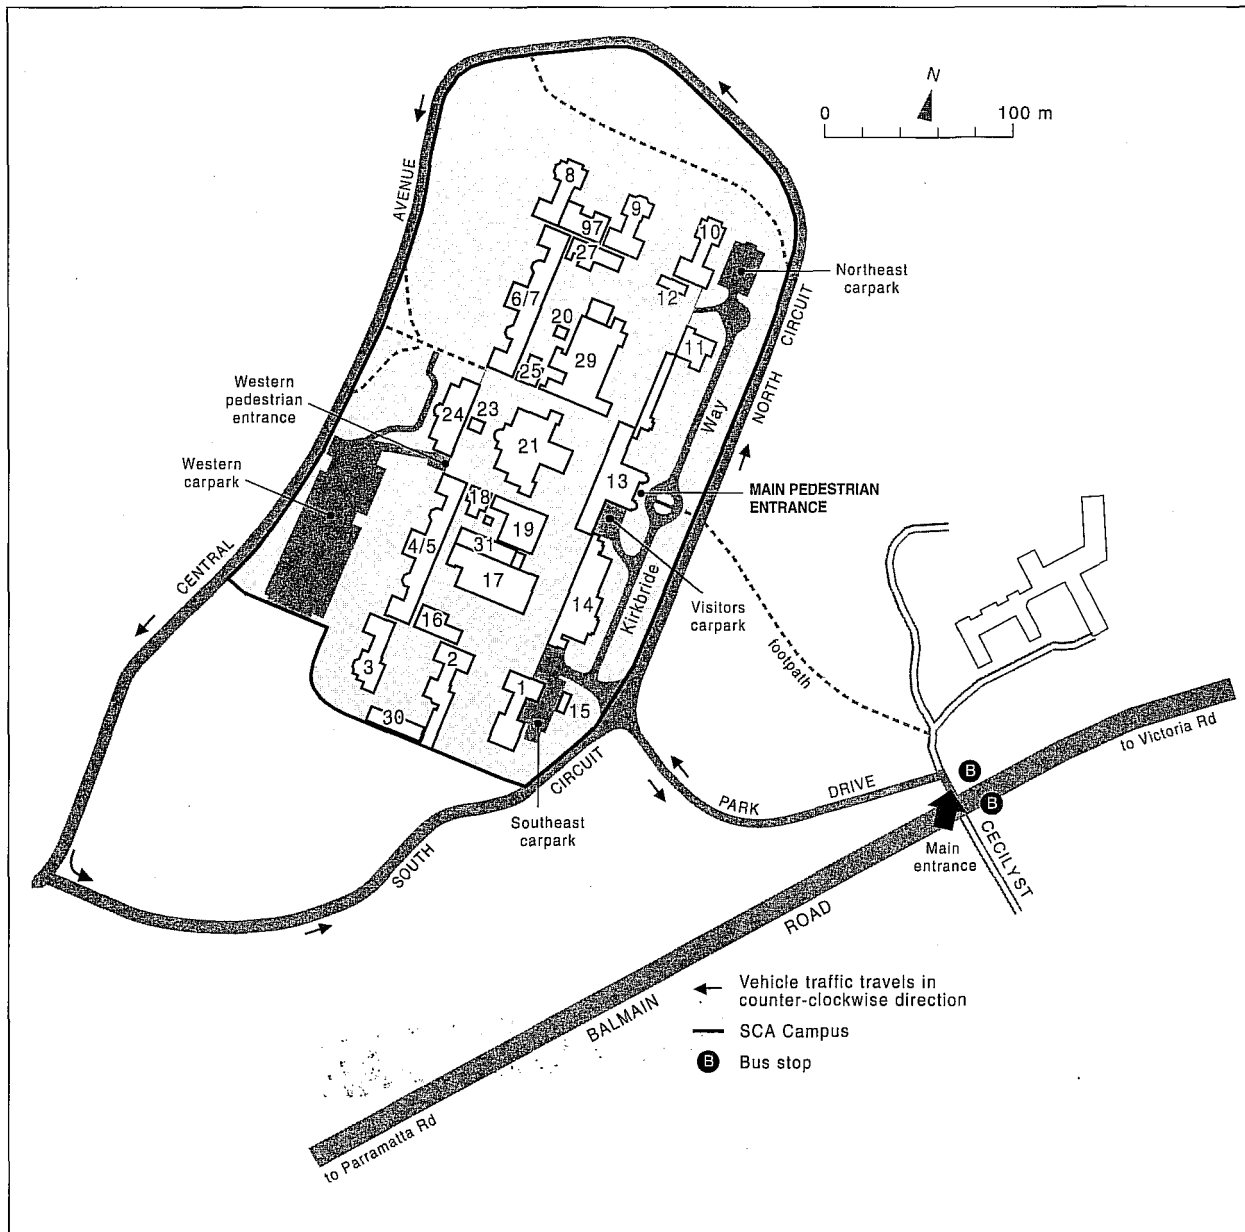 N
0 100 m
AVENUE
8
9
97
27
10
Northeast
carpark
12
6/7
20
CIRCUIT
11
29
25
Western
pedestrian
entrance
24
23
Way
NORTH
21
Western
carpark
13
MAIN PEDESTRIAN
ENTRANCE
18
19
4/5
31
CENTRAL
17
14
Kirkbride
Visitors
carpark
16
footpath
3
2
1
15
30
to Victoria Rd
CIRCUIT
PARK
DRIVE
B
B
Southeast
carpark
Main
entrance
CECILY ST
SOUTH
ROAD
Vehicle traffic travels in
counter-clockwise direction
BALMAIN
SCA Campus
B Bus stop
to Parramatta Rd